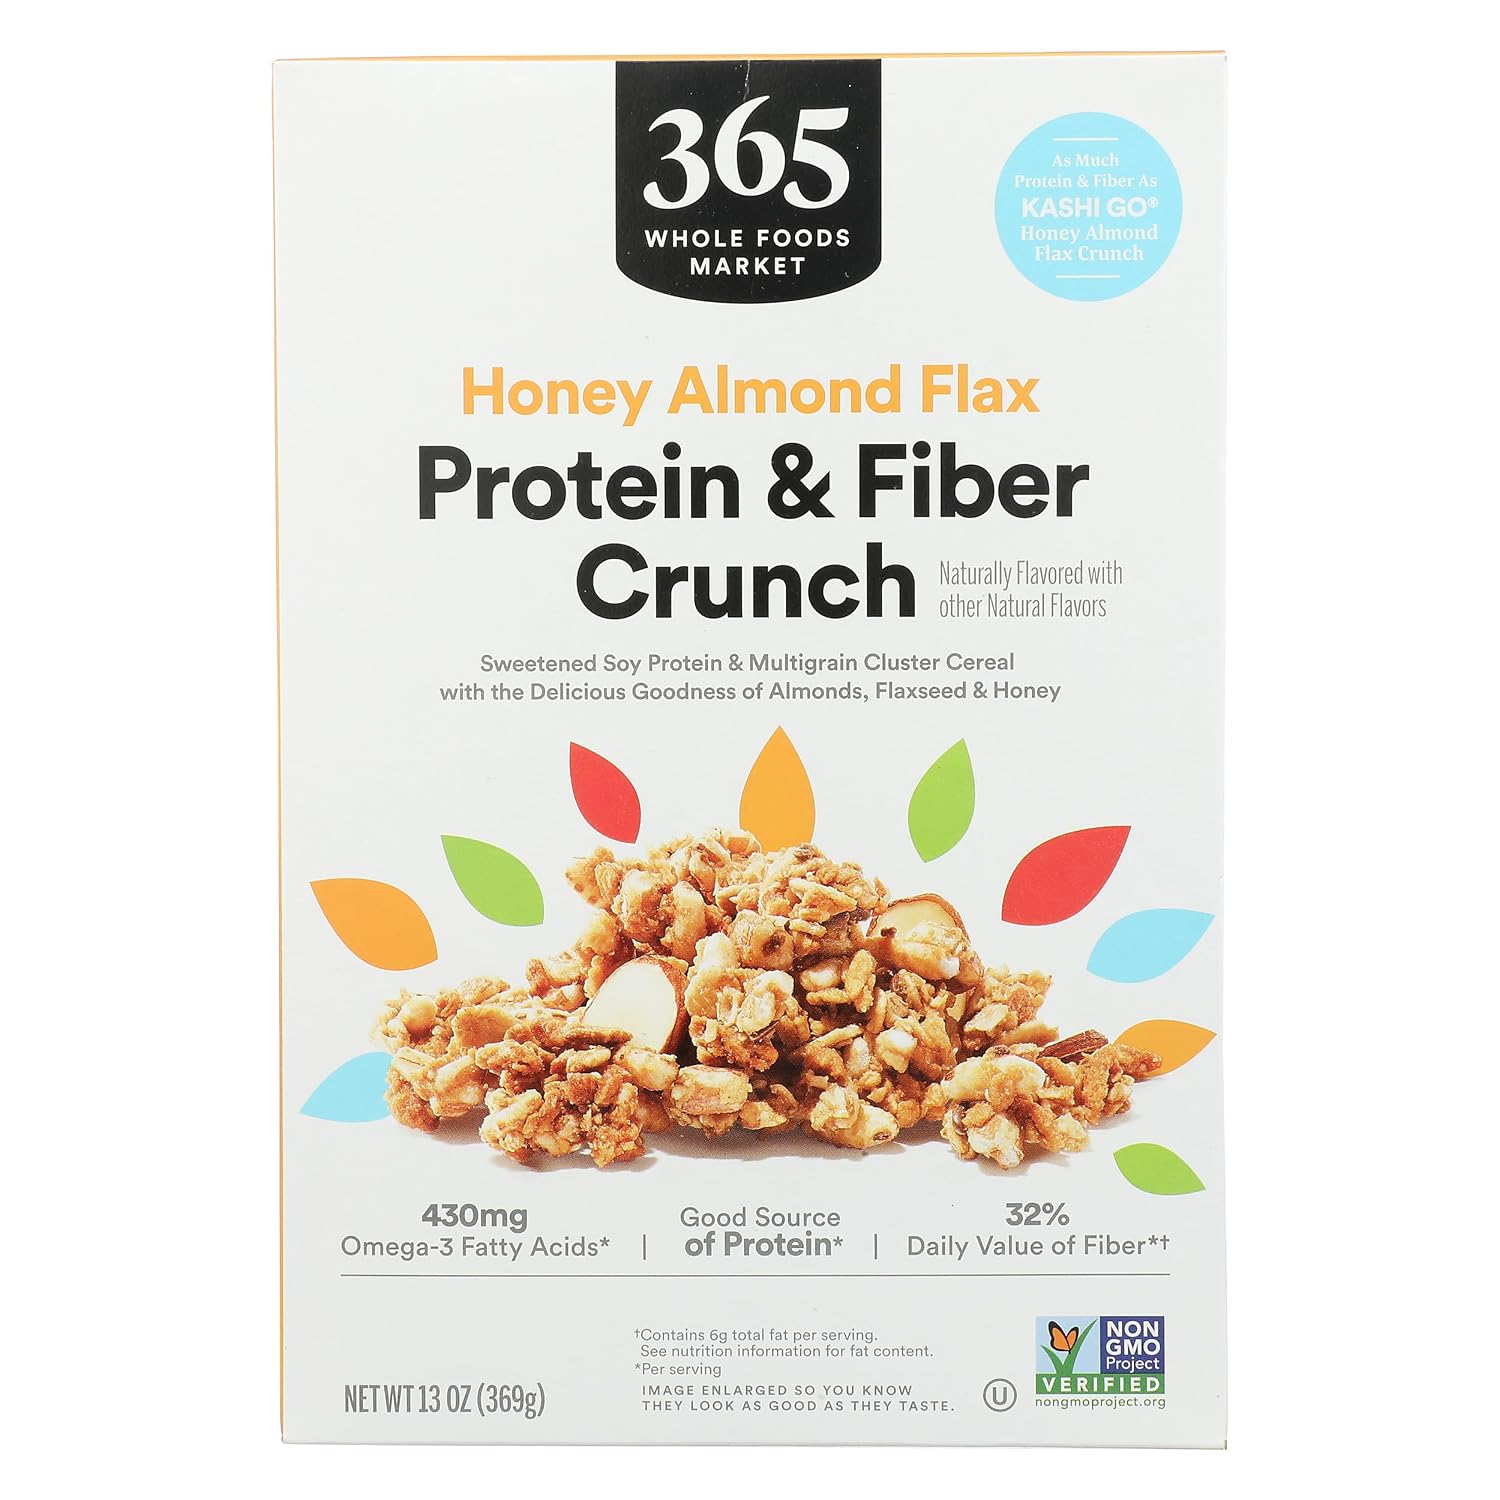 365
WHOLE FOODS
MARKET
As Much
Protein & Fiber As
KASHI GO®
Honey Almond
Flax Crunch
Honey Almond Flax
Protein & Fiber
Crunch
Naturally Flavored with
other Natural Flavors
Sweetened Soy Protein & Multigrain Cluster Cereal
with the Delicious Goodness of Almonds, Flaxseed & Honey
430mg
Omega-3 Fatty Acids*
Good Source
of Protein*
32%
Daily Value of Fiber*†
†Contains 6g total fat per serving.
See nutrition information for fat content.
*Per serving
IMAGE ENLARGED SO YOU KNOW
THEY LOOK AS GOOD AS THEY TASTE.
NET WT 13 OZ (369g)
U
NON
GMO
Project
VERIFIED
nongmoproject.org